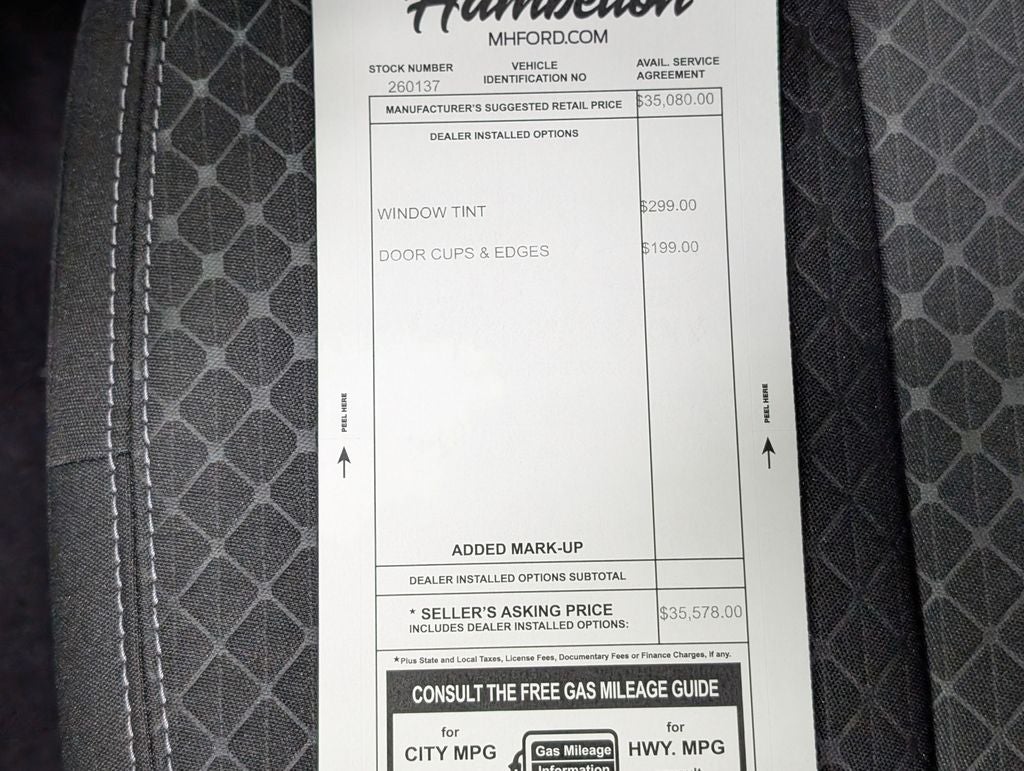 Humbelton
MHFORD.COM
STOCK NUMBER
260137
VEHICLE
IDENTIFICATION NO
AVAIL. SERVICE
AGREEMENT
MANUFACTURER'S SUGGESTED RETAIL PRICE $35,080.00
DEALER INSTALLED OPTIONS
WINDOW TINT $299.00
DOOR CUPS & EDGES $199.00
PEEL HERE
PEEL HERE
ADDED MARK-UP
DEALER INSTALLED OPTIONS SUBTOTAL
* SELLER'S ASKING PRICE
INCLUDES DEALER INSTALLED OPTIONS:
$35,578.00
*Plus State and Local Taxes, License Fees, Documentary Fees or Finance Charges, if any.
CONSULT THE FREE GAS MILEAGE GUIDE
for
CITY MPG
Gas Mileage
Information
for
HWY. MPG